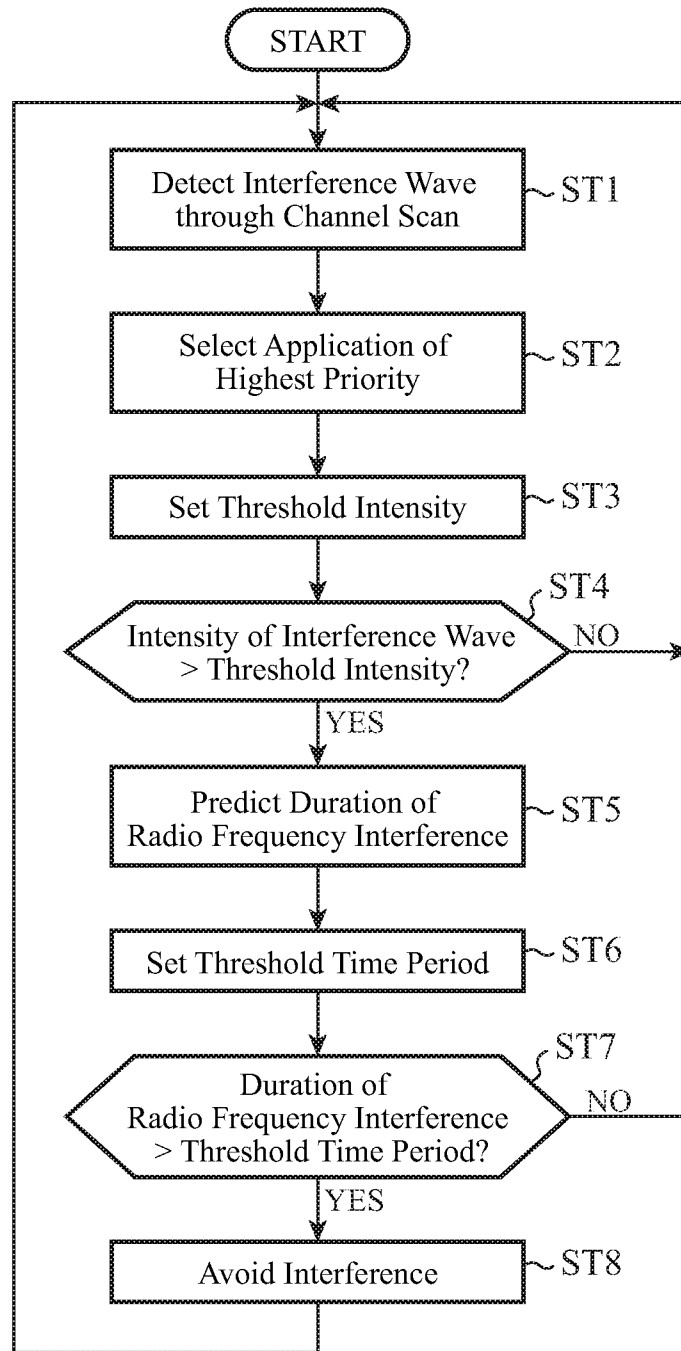 START
Detect Interference Wave
through Channel Scan
ST1
Select Application of
Highest Priority
ST2
Set Threshold Intensity
ST3
ST4
Intensity of Interference Wave
> Threshold Intensity?
NO
YES
Predict Duration of
Radio Frequency Interference
ST5
Set Threshold Time Period
ST6
ST7
Duration of
Radio Frequency Interference
> Threshold Time Period?
NO
YES
Avoid Interference
ST8